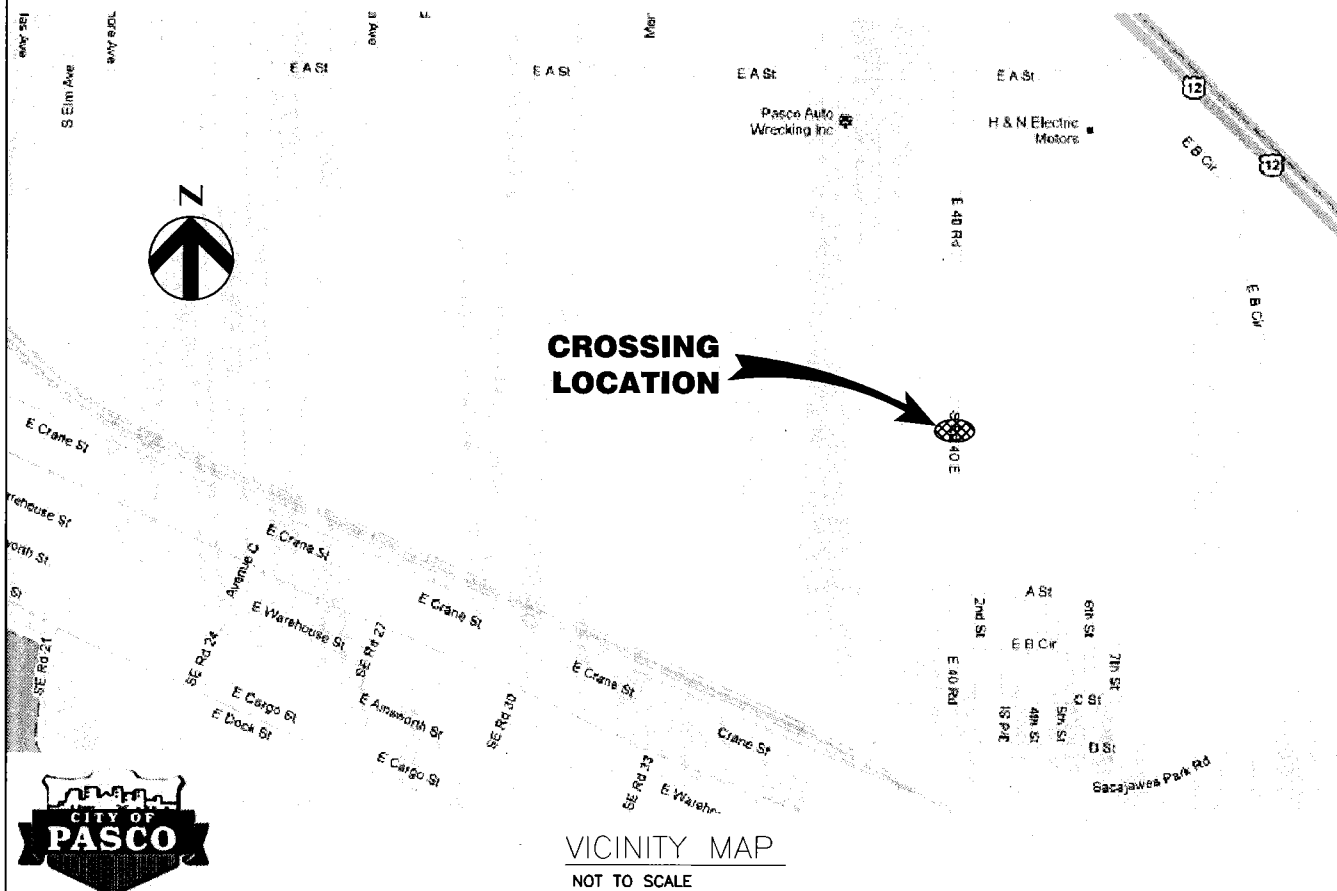 E A St
E A St
E A St
E A St
S Elm Ave
12
12
Pasco Auto
Wrecking Inc
H & N Electric
Motors
E B Cir
E B Cir
E 40 Rd
N
CROSSING
LOCATION
40 E
E Crane St
E Crane St
E Crane St
E Crane St
Crane St
Avenue C
E Warehouse St
SE Rd 21
SE Rd 24
SE Rd 27
SE Rd 30
SE Rd 33
E Ainsworth St
E Cargo St
E Dock St
E Cargo St
2nd St
A St
6th St
E B Cir
7th St
E 40 Rd
4th St
5th St
C St
D St
Sacajawea Park Rd
CITY OF
PASCO
VICINITY MAP
NOT TO SCALE